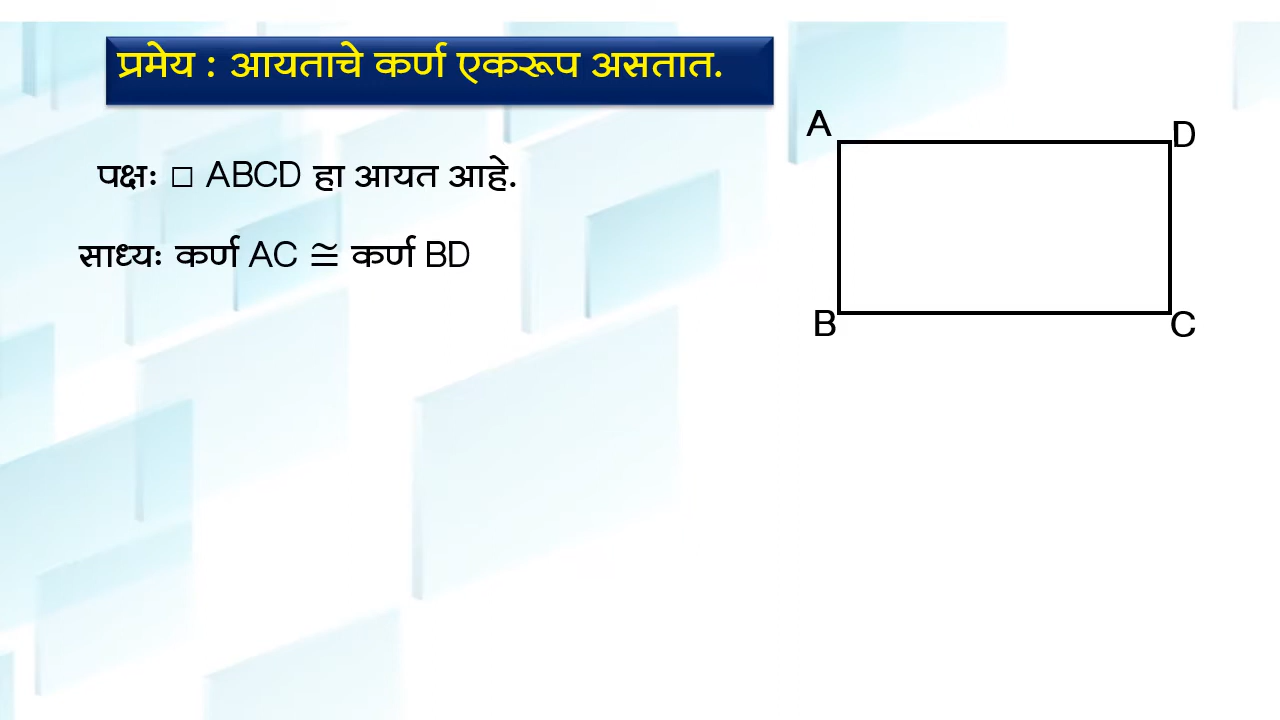 प्रमेय : आयताचे कर्ण एकरूप असतात.
पक्षः □ ABCD हा आयत आहे.
साध्यः कर्ण AC ≅ कर्ण BD
A
D
B
C